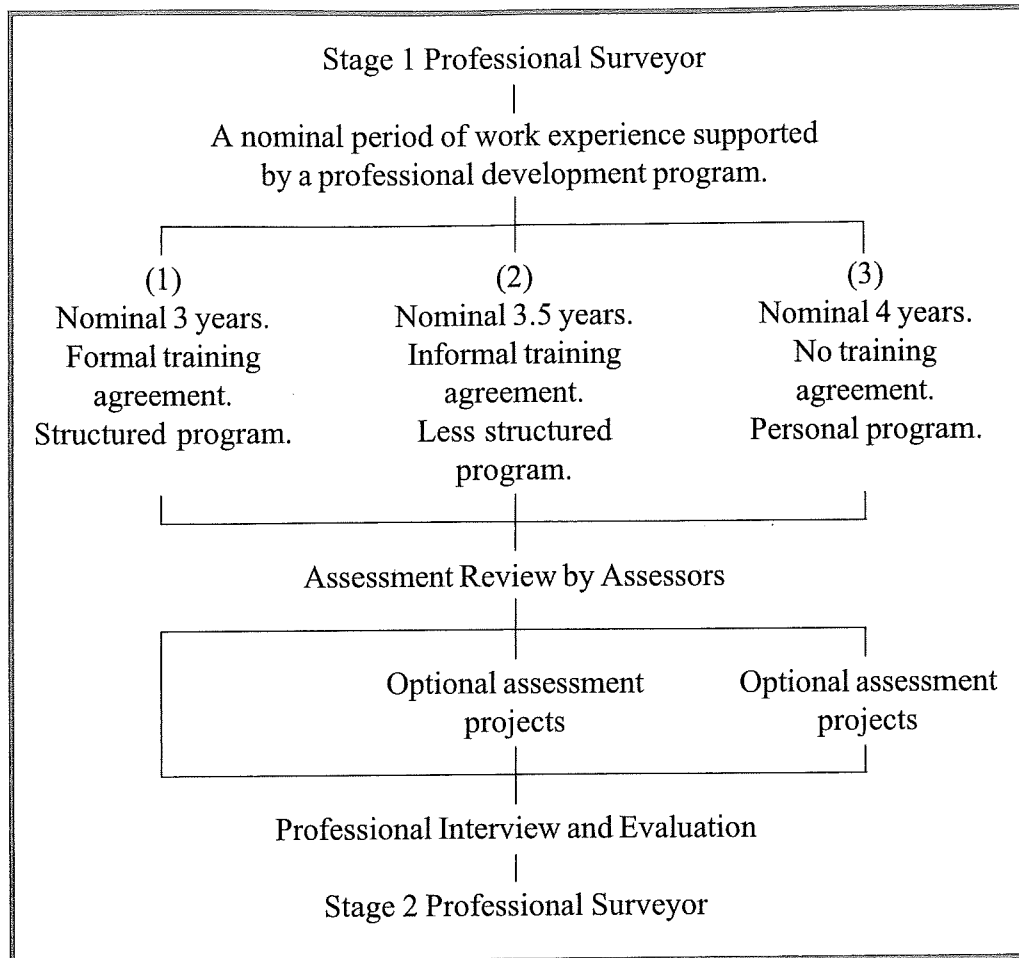 Stage 1 Professional Surveyor
A nominal period of work experience supported
by a professional development program.
(1)
Nominal 3 years.
Formal training
agreement.
Structured program.
(2)
Nominal 3.5 years.
Informal training
agreement.
Less structured
program.
(3)
Nominal 4 years.
No training
agreement.
Personal program.
Assessment Review by Assessors
Optional assessment
projects
Optional assessment
projects
Professional Interview and Evaluation
Stage 2 Professional Surveyor